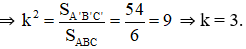 ⇒ k² = S_A'B'C' / S_ABC = 54 / 6 = 9 ⇒ k = 3.